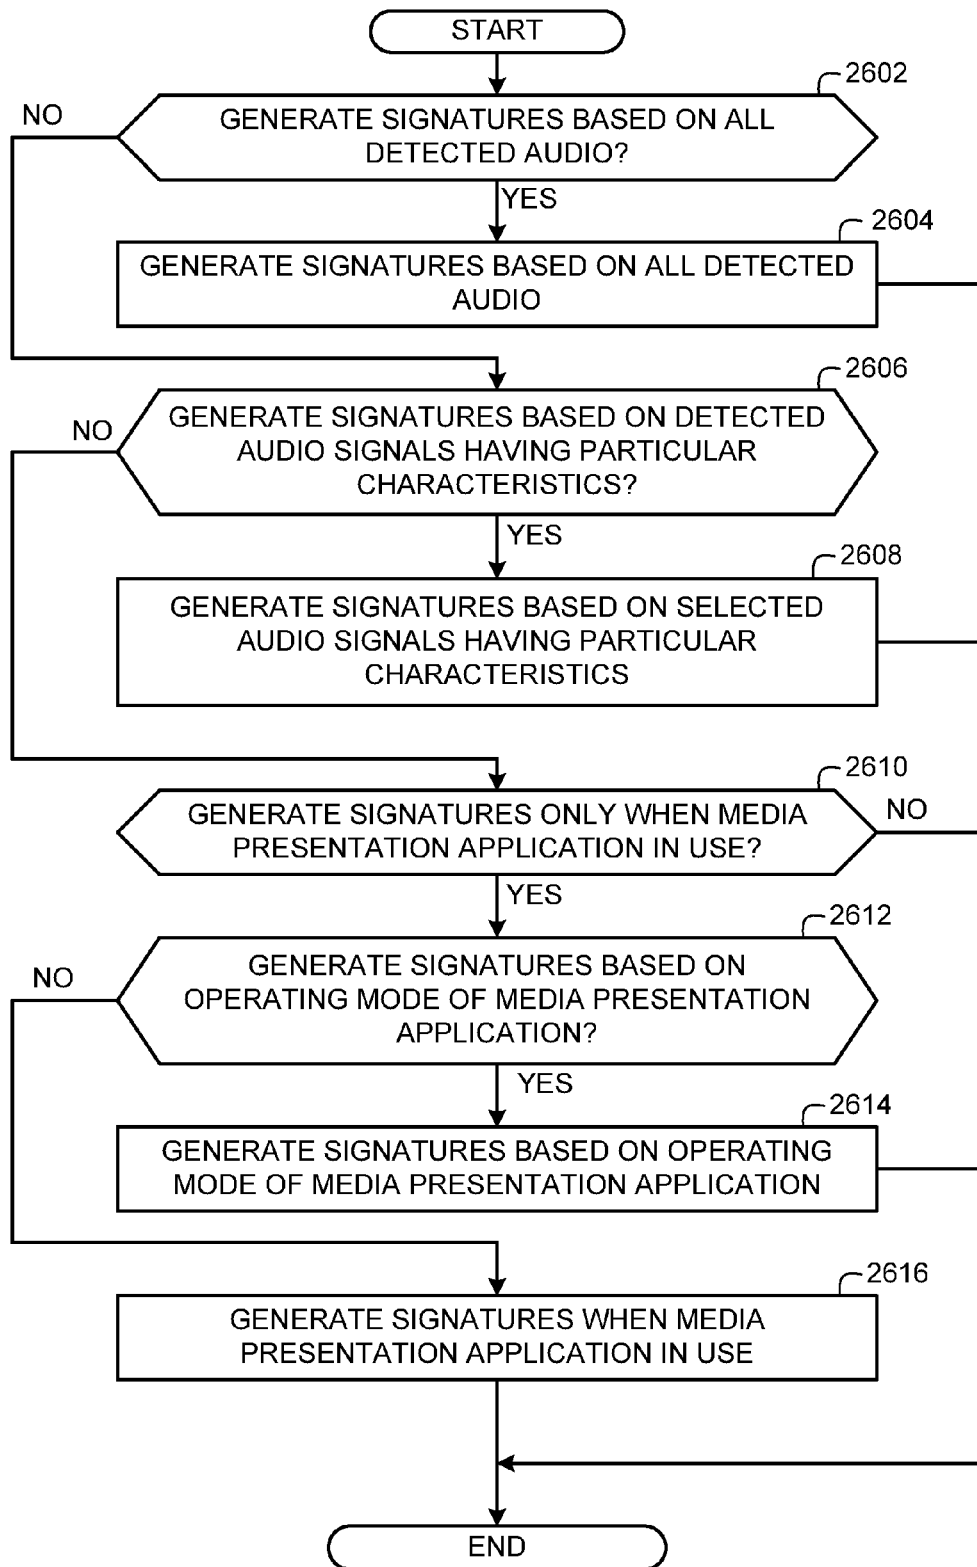 START
2602
NO
GENERATE SIGNATURES BASED ON ALL
DETECTED AUDIO?
YES
2604
GENERATE SIGNATURES BASED ON ALL DETECTED
AUDIO
2606
NO
GENERATE SIGNATURES BASED ON DETECTED
AUDIO SIGNALS HAVING PARTICULAR
CHARACTERISTICS?
YES
2608
GENERATE SIGNATURES BASED ON SELECTED
AUDIO SIGNALS HAVING PARTICULAR
CHARACTERISTICS
2610
GENERATE SIGNATURES ONLY WHEN MEDIA
PRESENTATION APPLICATION IN USE?
NO
YES
2612
NO
GENERATE SIGNATURES BASED ON
OPERATING MODE OF MEDIA PRESENTATION
APPLICATION?
YES
2614
GENERATE SIGNATURES BASED ON OPERATING
MODE OF MEDIA PRESENTATION APPLICATION
2616
GENERATE SIGNATURES WHEN MEDIA
PRESENTATION APPLICATION IN USE
END